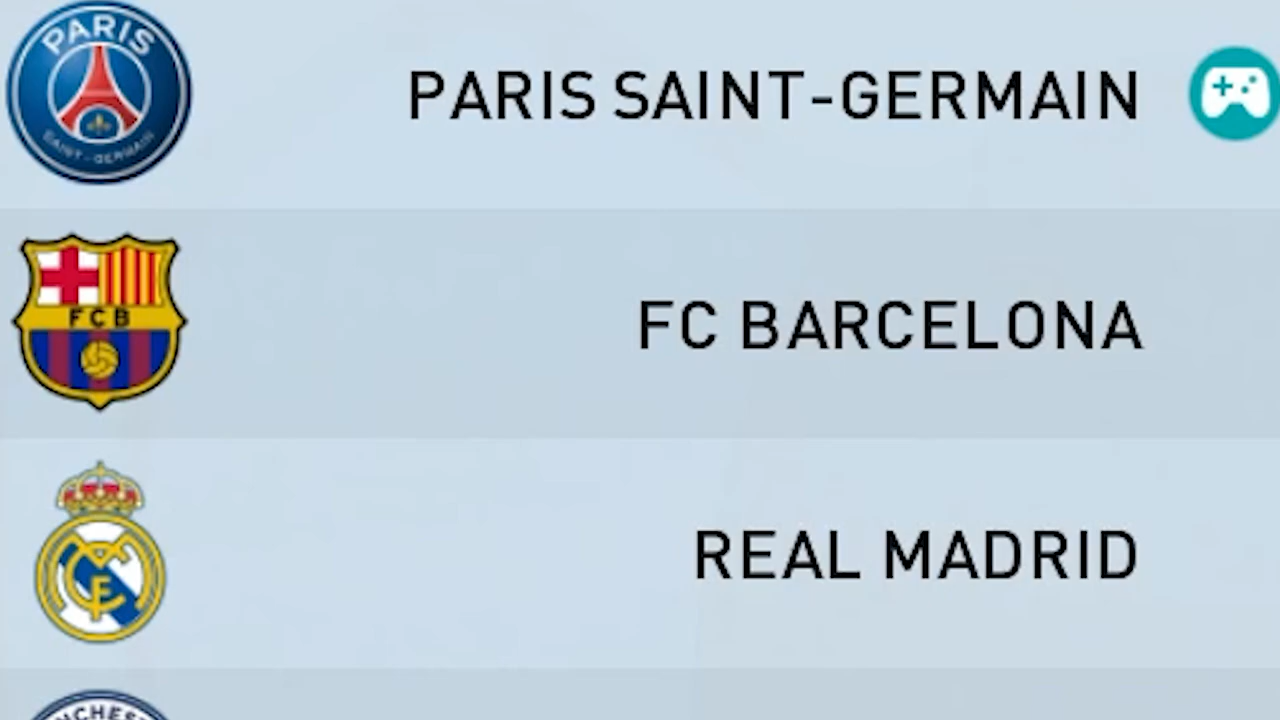 PARIS
SAINT-GERMAIN
PARIS SAINT-GERMAIN
FCB
FC BARCELONA
REAL MADRID